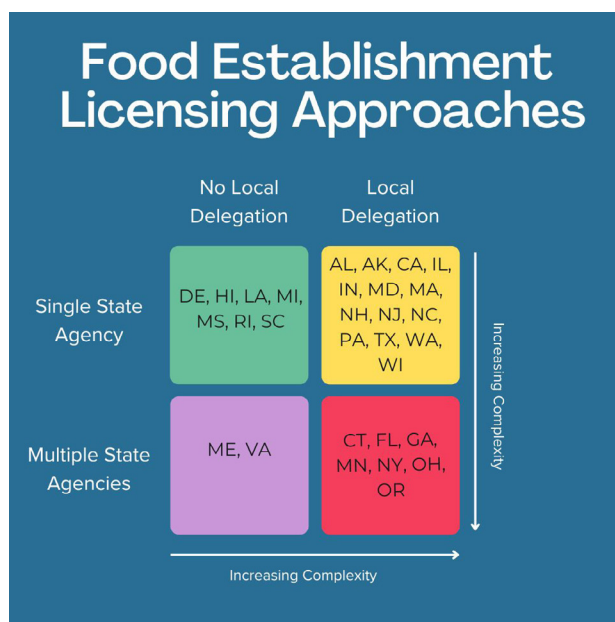 Food Establishment
Licensing Approaches
No Local
Delegation
Local
Delegation
Single State
Agency
DE, HI, LA, MI,
MS, RI, SC
AL, AK, CA, IL,
IN, MD, MA,
NH, NJ, NC,
PA, TX, WA,
WI
Increasing Complexity
Multiple State
Agencies
ME, VA
CT, FL, GA,
MN, NY, OH,
OR
Increasing Complexity